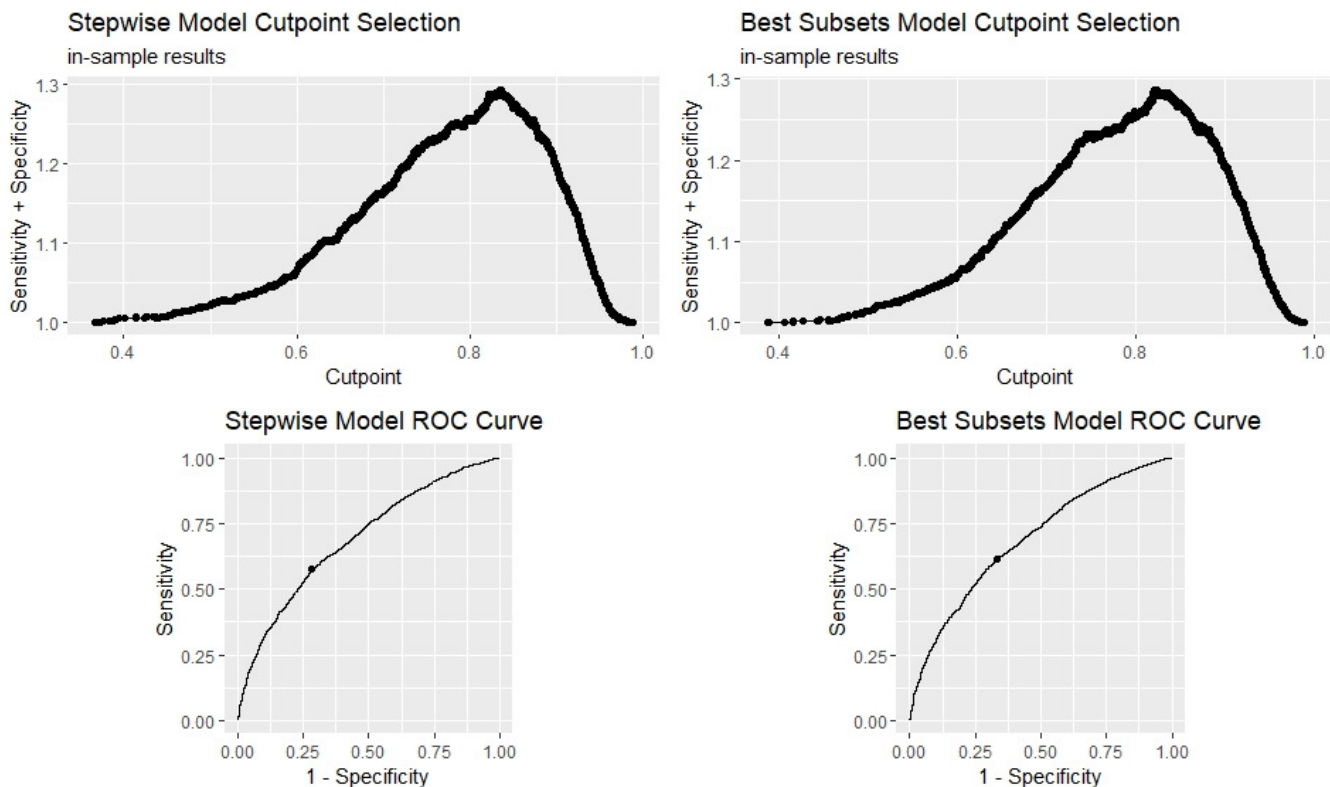 Stepwise Model Cutpoint Selection
in-sample results
1.3
1.2
1.1
1.0
Sensitivity + Specificity
0.4 0.6 0.8 1.0
Cutpoint
Best Subsets Model Cutpoint Selection
in-sample results
1.3
1.2
1.1
1.0
Sensitivity + Specificity
0.4 0.6 0.8 1.0
Cutpoint
Stepwise Model ROC Curve
1.00
0.75
0.50
0.25
0.00
Sensitivity
0.00 0.25 0.50 0.75 1.00
1 - Specificity
Best Subsets Model ROC Curve
1.00
0.75
0.50
0.25
0.00
Sensitivity
0.00 0.25 0.50 0.75 1.00
1 - Specificity